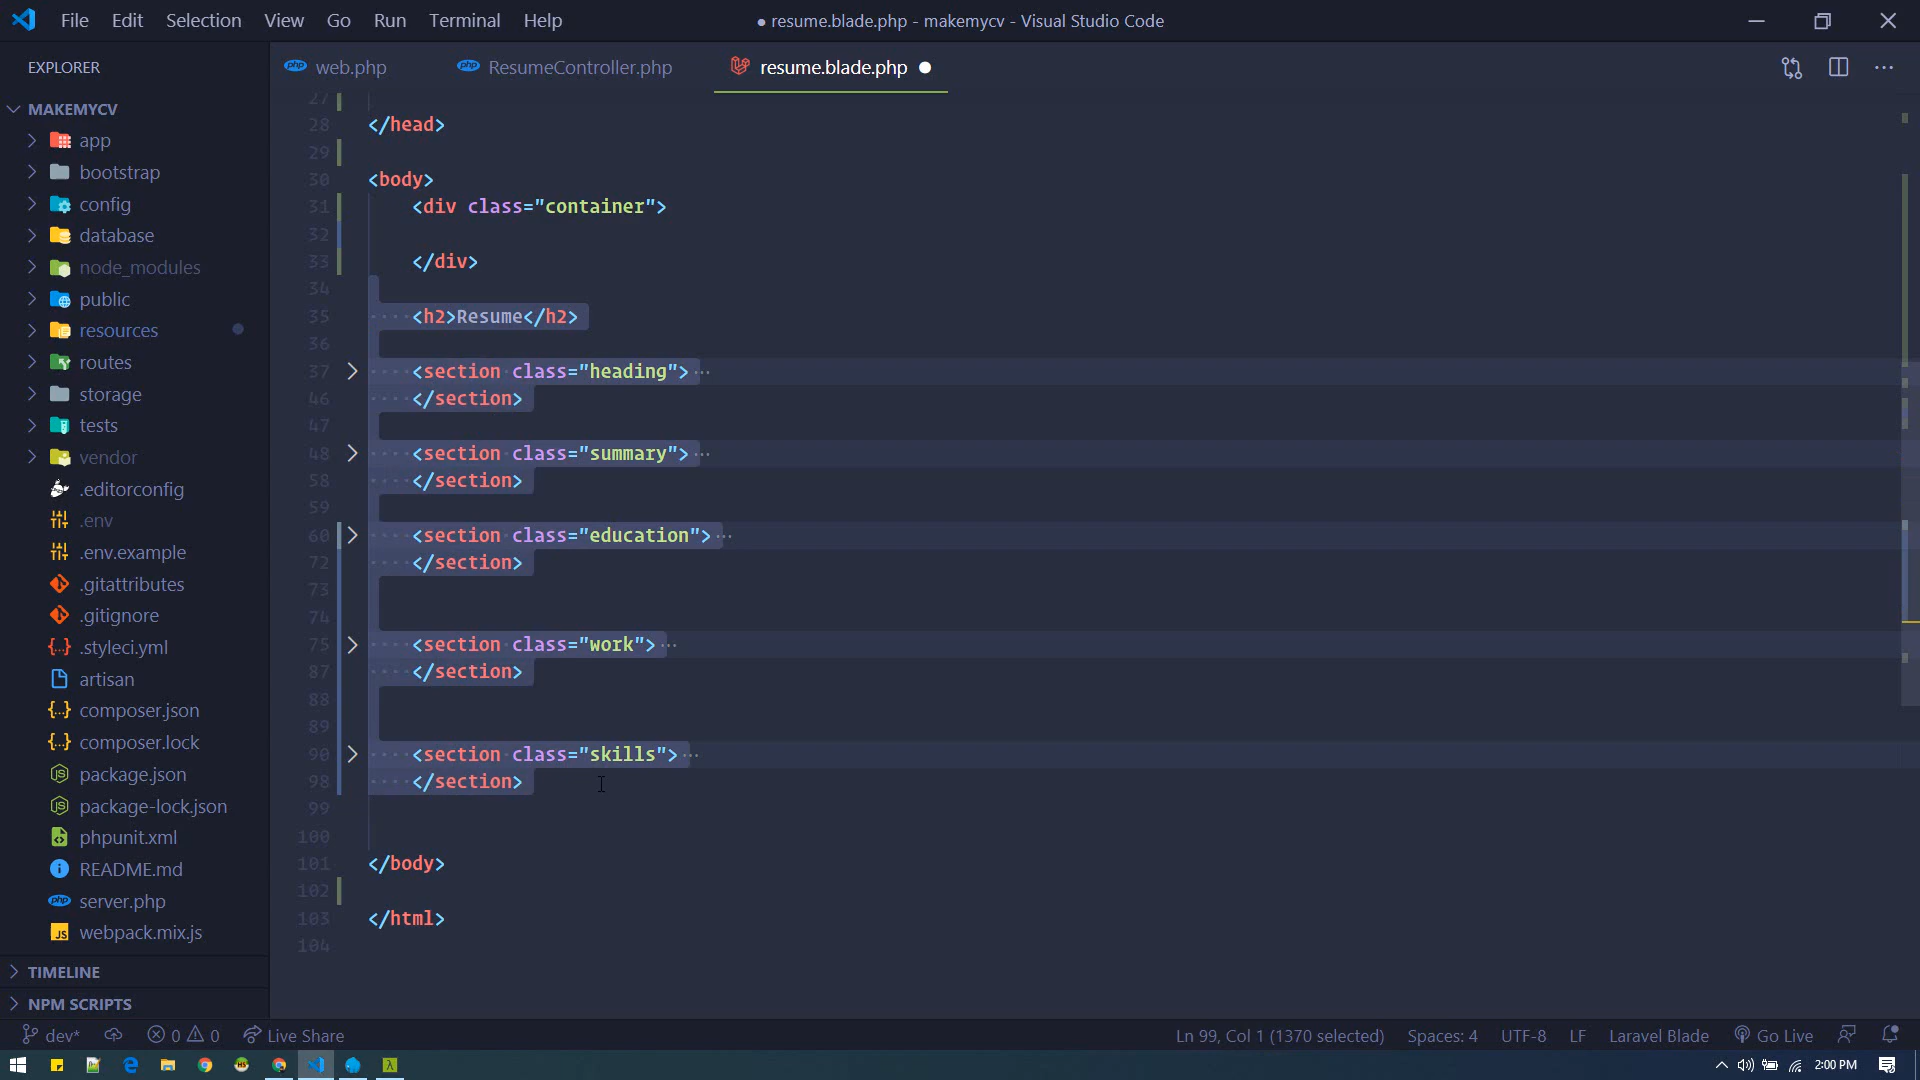 File Edit Selection View Go Run Terminal Help
● resume.blade.php - makemycv - Visual Studio Code
EXPLORER
web.php
ResumeController.php
resume.blade.php
MAKEMYCV
app
bootstrap
config
database
node_modules
public
resources
routes
storage
tests
vendor
.editorconfig
.env
.env.example
.gitattributes
.gitignore
.styleci.yml
artisan
composer.json
composer.lock
package.json
package-lock.json
phpunit.xml
README.md
server.php
webpack.mix.js
TIMELINE
NPM SCRIPTS
27
28 </head>
29
30 <body>
31 <div class="container">
32
33 </div>
34
35 <h2>Resume</h2>
36
37 <section class="heading">
46 </section>
47
48 <section class="summary">
58 </section>
59
60 <section class="education">
72 </section>
73
74
75 <section class="work">
87 </section>
88
89
90 <section class="skills">
98 </section>
99
100
101 </body>
102
103 </html>
104
dev* 0 0 Live Share
Ln 99, Col 1 (1370 selected) Spaces: 4 UTF-8 LF Laravel Blade Go Live
2:00 PM